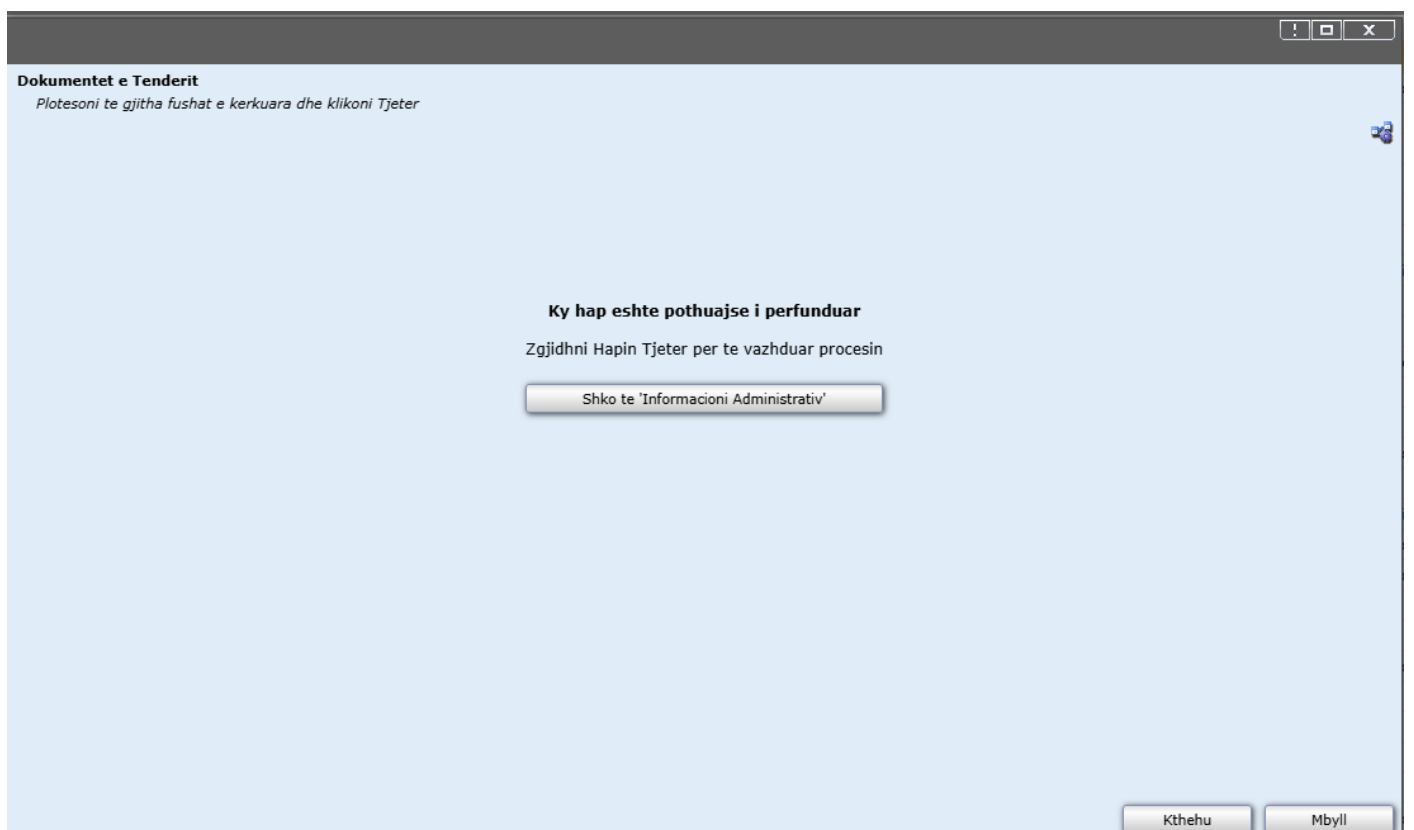 Dokumentet e Tenderit
Plotesoni te gjitha fushat e kerkuara dhe klikoni Tjeter
Ky hap eshte pothuajse i perfunduar
Zgjidhni Hapin Tjeter per te vazhduar procesin
Shko te 'Informacioni Administrativ'
Kthehu Mbyll